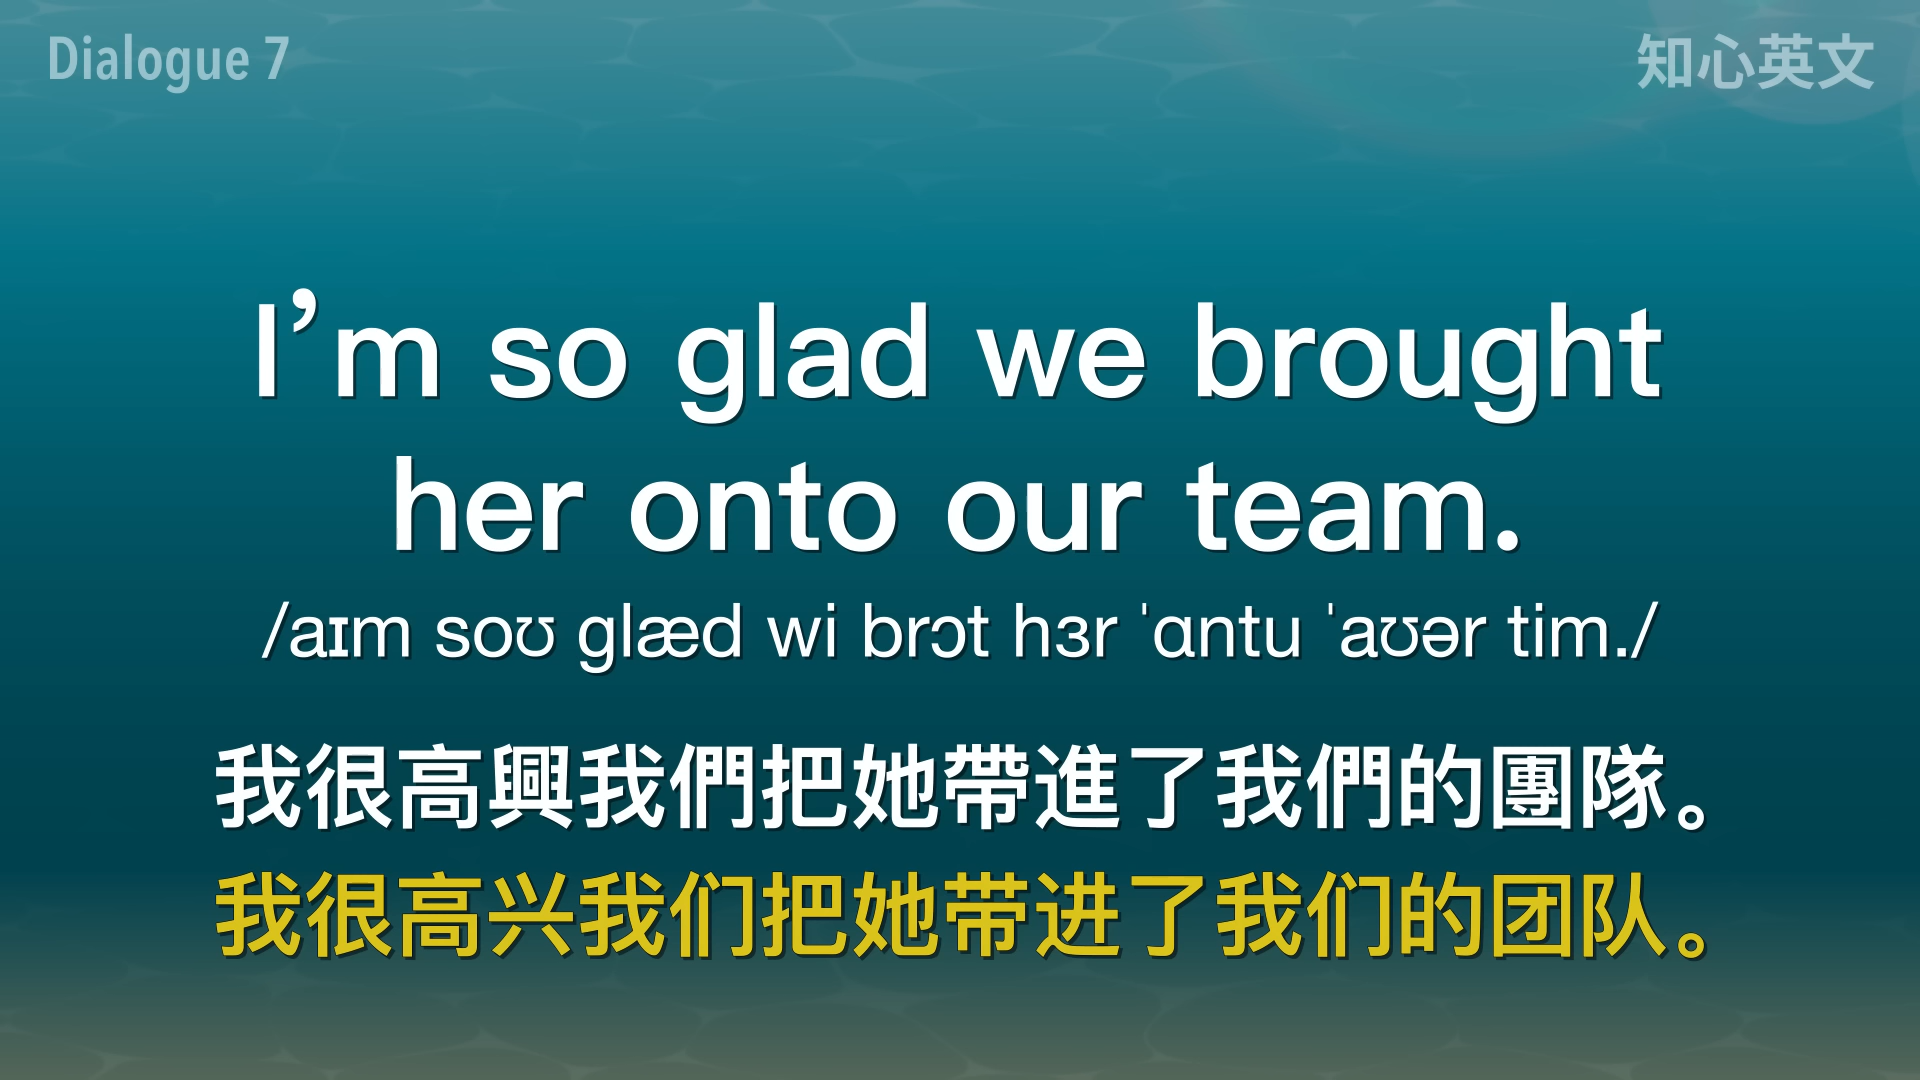 Dialogue 7
知心英文
I’m so glad we brought
her onto our team.
/aɪm soʊ glæd wi brɔt hɜr ˈɑntu ˈaʊər tim./
我很高興我們把她帶進了我們的團隊。
我很高兴我们把她带进了我们的团队。